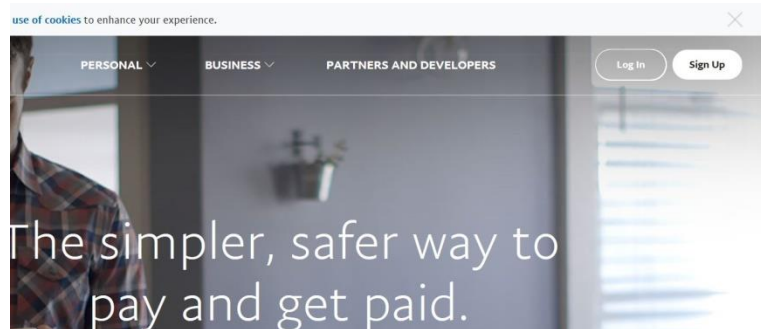 use of cookies to enhance your experience.
PERSONAL BUSINESS PARTNERS AND DEVELOPERS Log In Sign Up
The simpler, safer way to
pay and get paid.